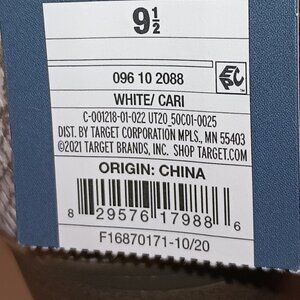 9½
096 10 2088
EPC
WHITE/ CARI
C-001218-01-022 UT20_50C01-0025
DIST. BY TARGET CORPORATION MPLS., MN 55403
©2021 TARGET BRANDS, INC. SHOP TARGET.COM
ORIGIN: CHINA
8 29576 17988 6
F16870171-10/20